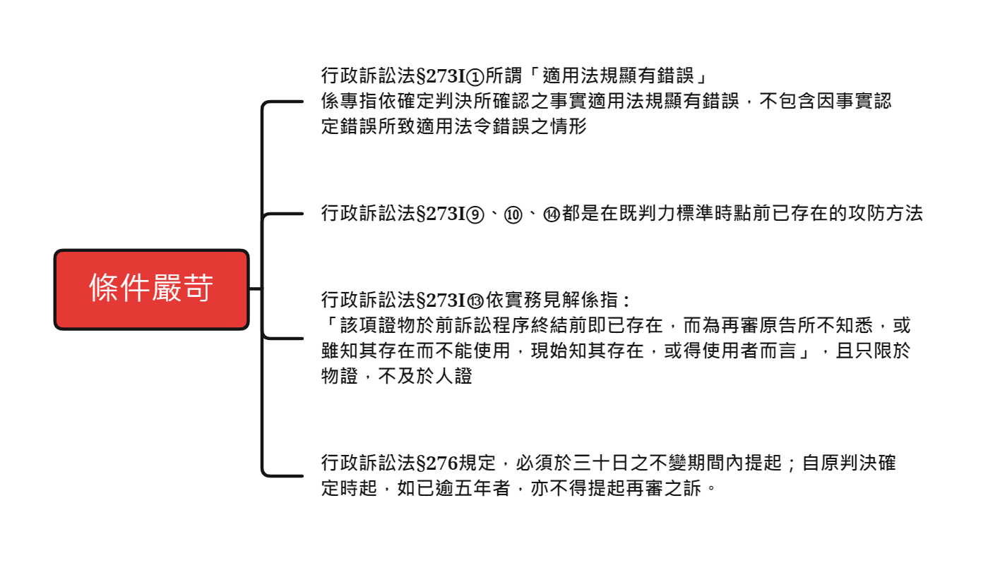 行政訴訟法§273I①所謂「適用法規顯有錯誤」
係專指依確定判決所確認之事實適用法規顯有錯誤，不包含因事實認
定錯誤所致適用法令錯誤之情形
行政訴訟法§273I⑨、⑩、⑭都是在既判力標準時點前已存在的攻防方法
條件嚴苛
行政訴訟法§273I⑬依實務見解係指：
「該項證物於前訴訟程序終結前即已存在，而為再審原告所不知悉，或
雖知其存在而不能使用，現始知其存在，或得使用者而言」，且只限於
物證，不及於人證
行政訴訟法§276規定，必須於三十日之不變期間內提起；自原判決確
定時起，如已逾五年者，亦不得提起再審之訴。